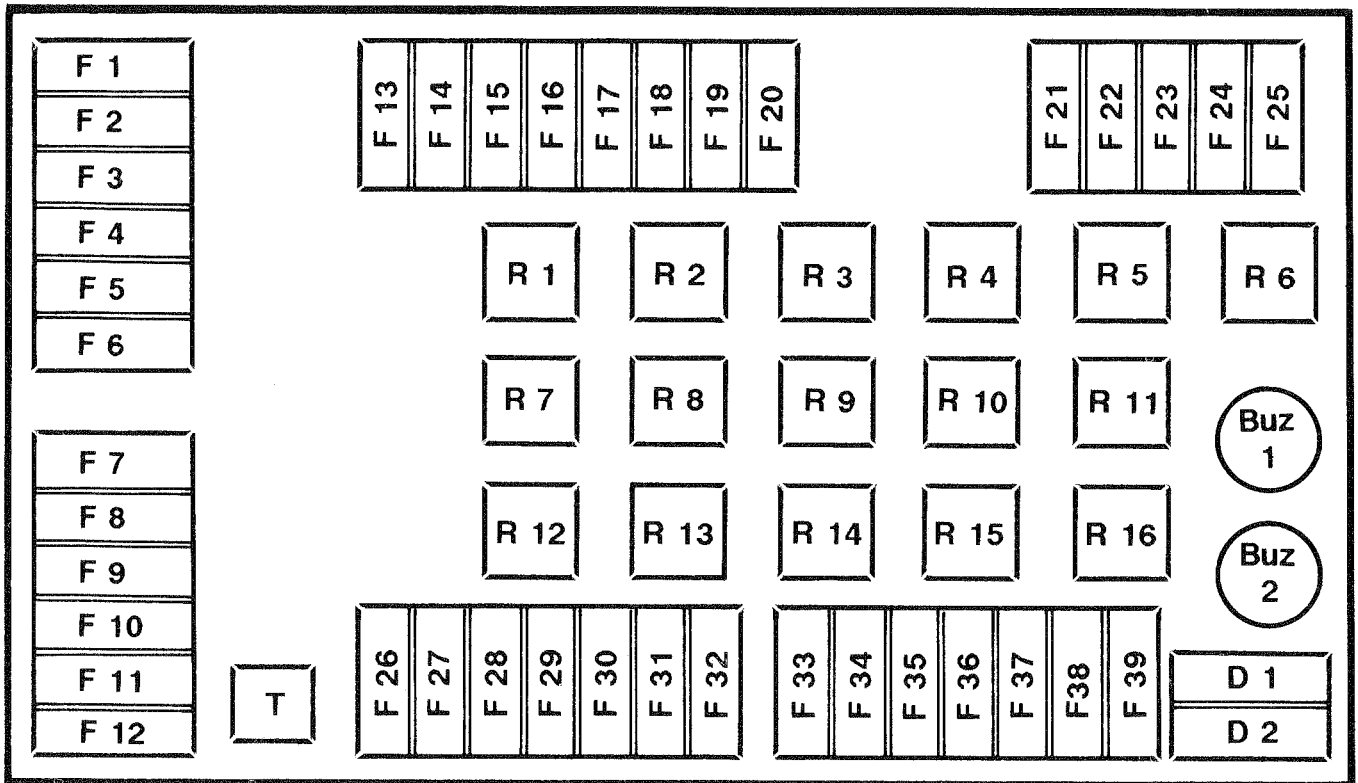 F 1
F 2
F 3
F 4
F 5
F 6
F 7
F 8
F 9
F 10
F 11
F 12
F 13
F 14
F 15
F 16
F 17
F 18
F 19
F 20
F 21
F 22
F 23
F 24
F 25
R 1
R 2
R 3
R 4
R 5
R 6
R 7
R 8
R 9
R 10
R 11
Buz
1
R 12
R 13
R 14
R 15
R 16
Buz
2
T
F 26
F 27
F 28
F 29
F 30
F 31
F 32
F 33
F 34
F 35
F 36
F 37
F38
F 39
D 1
D 2